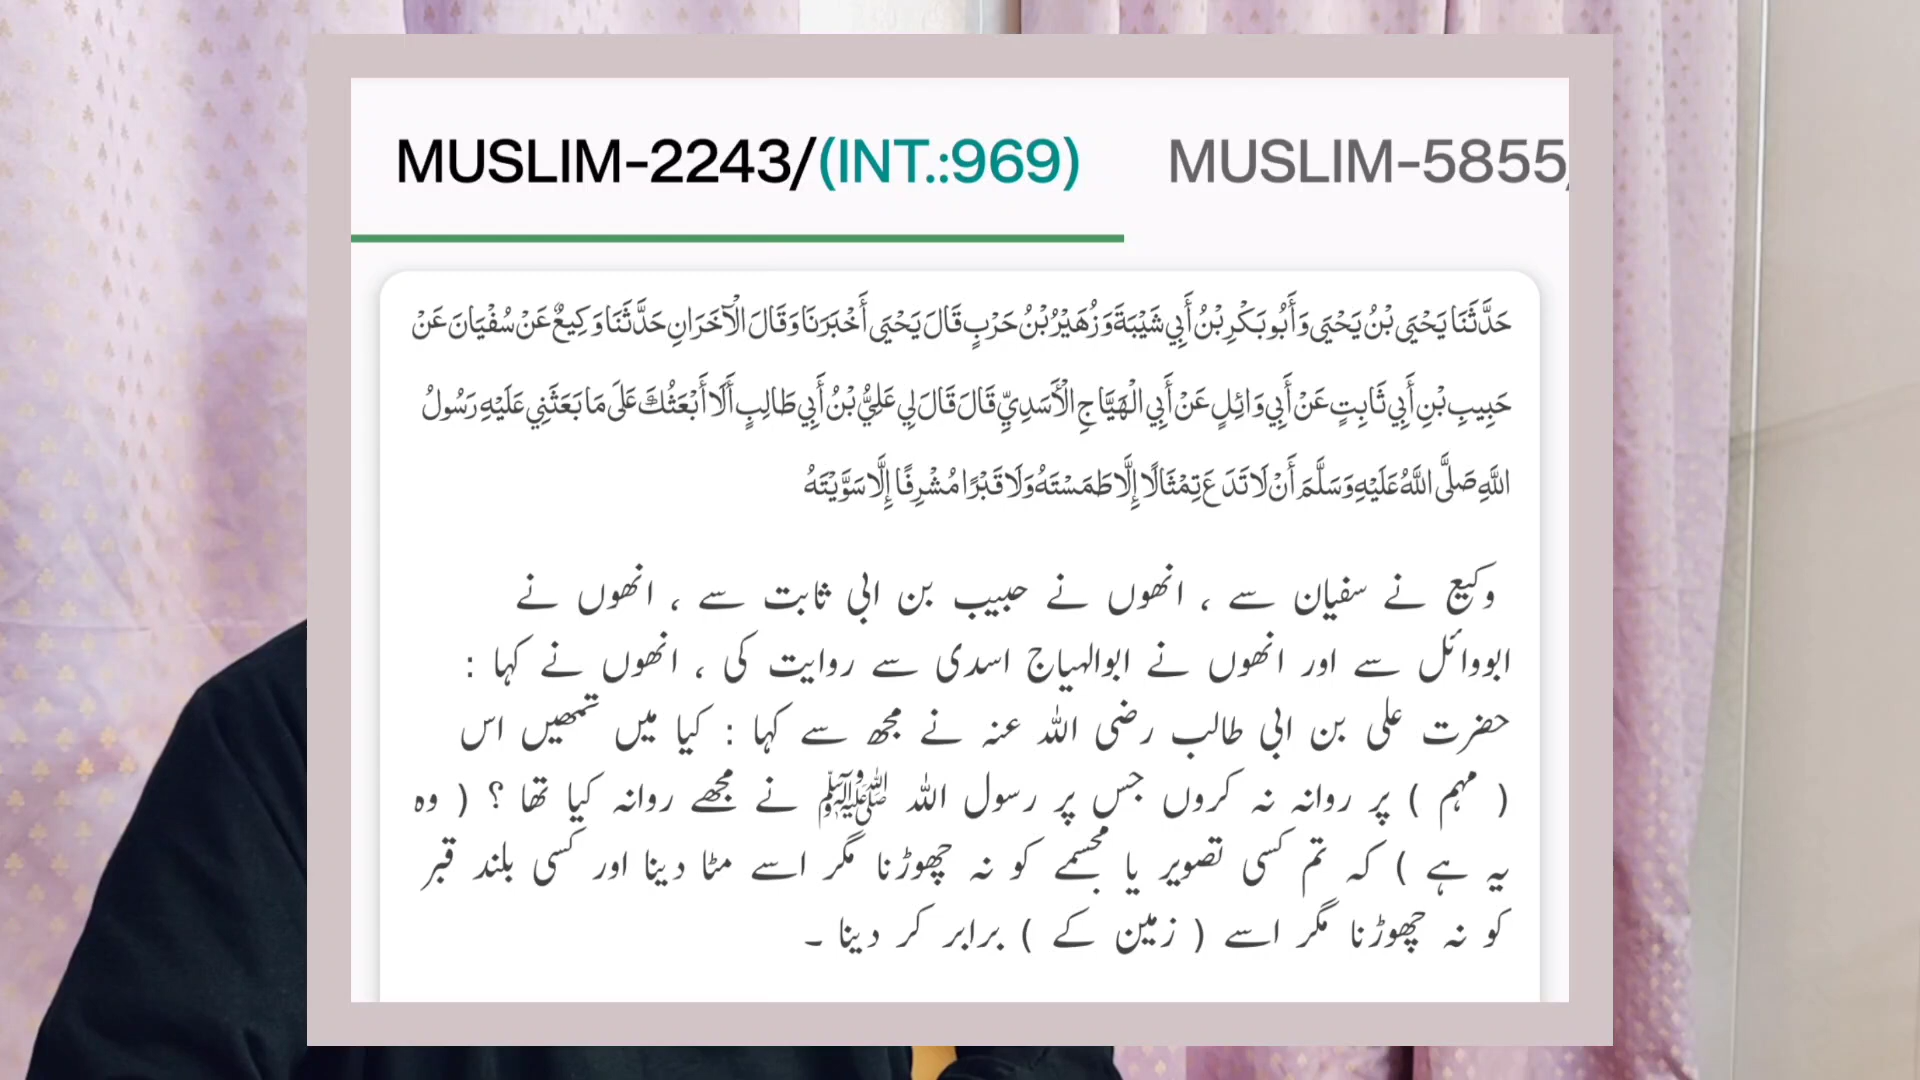 MUSLIM-2243/(INT.:969)
MUSLIM-5855/
حَدَّثَنَا يَحْيَى بْنُ يَحْيَى وَأَبُو بَكْرِ بْنُ أَبِي شَيْبَةَ وَزُهَيْرُ بْنُ حَرْبٍ قَالَ يَحْيَى أَخْبَرَنَا وَقَالَ الْآخَرَانِ حَدَّثَنَا وَكِيعٌ عَنْ سُفْيَانَ عَنْ
حَبِيبِ بْنِ أَبِي ثَابِتٍ عَنْ أَبِي وَائِلٍ عَنْ أَبِي الْهَيَّاجِ الْأَسَدِيِّ قَالَ قَالَ لِي عَلِيُّ بْنُ أَبِي طَالِبٍ أَلَا أَبْعَثُكَ عَلَى مَا بَعَثَنِي عَلَيْهِ رَسُولُ
اللَّهِ صَلَّى اللَّهُ عَلَيْهِ وَسَلَّمَ أَنْ لَا تَدَعَ تِمْثَالًا إِلَّا طَمَسْتَهُ وَلَا قَبْرًا مُشْرِفًا إِلَّا سَوَّيْتَهُ
وکیع نے سفیان سے ، انھوں نے حبیب بن ابی ثابت سے ، انھوں نے
ابووائل سے اور انھوں نے ابوالہیاج اسدی سے روایت کی ، انھوں نے کہا :
حضرت علی بن ابی طالب رضی اللہ عنہ نے مجھ سے کہا : کیا میں تمھیں اس
( مہم ) پر روانہ نہ کروں جس پر رسول اللہ ﷺ نے مجھے روانہ کیا تھا ؟ ( وہ
یہ ہے ) کہ تم کسی تصویر یا مجسمے کو نہ چھوڑنا مگر اسے مٹا دینا اور کسی بلند قبر
کو نہ چھوڑنا مگر اسے ( زمین کے ) برابر کر دینا ۔